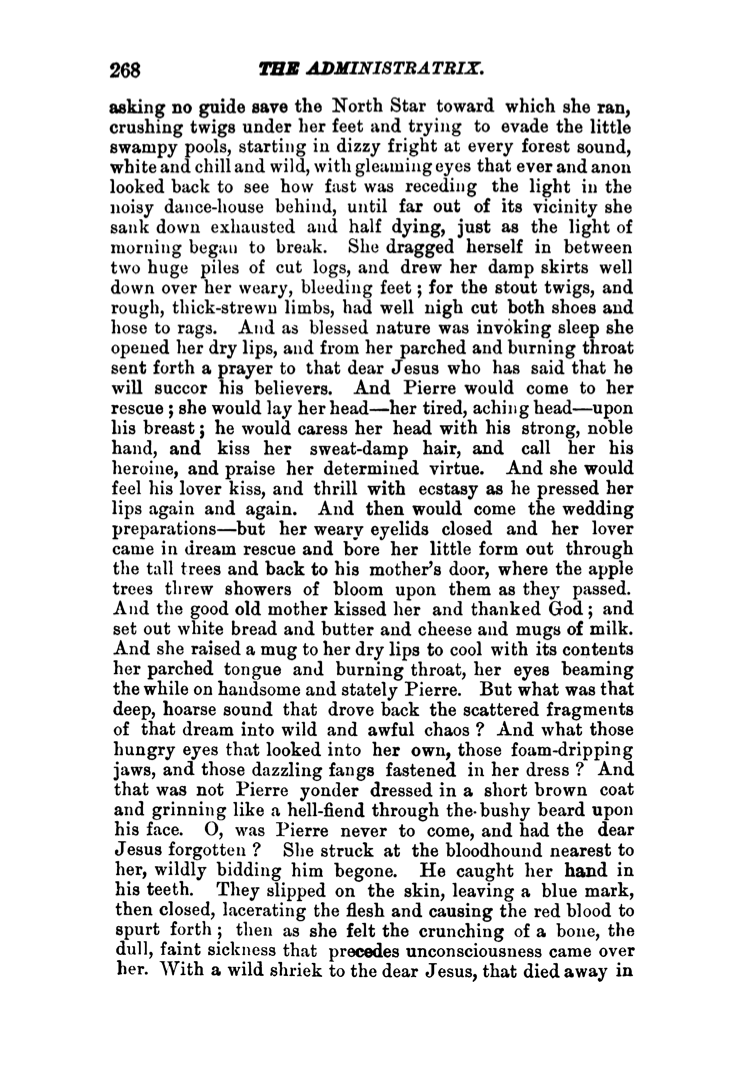 268 THE ADMINISTRATRIX.
asking no guide save the North Star toward which she ran,
crushing twigs under her feet and trying to evade the little
swampy pools, starting in dizzy fright at every forest sound,
white and chill and wild, with gleaming eyes that ever and anon
looked back to see how fast was receding the light in the
noisy dance-house behind, until far out of its vicinity she
sank down exhausted and half dying, just as the light of
morning began to break. She dragged herself in between
two huge piles of cut logs, and drew her damp skirts well
down over her weary, bleeding feet; for the stout twigs, and
rough, thick-strewn limbs, had well nigh cut both shoes and
hose to rags. And as blessed nature was invoking sleep she
opened her dry lips, and from her parched and burning throat
sent forth a prayer to that dear Jesus who has said that he
will succor his believers. And Pierre would come to her
rescue; she would lay her head—her tired, aching head—upon
his breast; he would caress her head with his strong, noble
hand, and kiss her sweat-damp hair, and call her his
heroine, and praise her determined virtue. And she would
feel his lover kiss, and thrill with ecstasy as he pressed her
lips again and again. And then would come the wedding
preparations—but her weary eyelids closed and her lover
came in dream rescue and bore her little form out through
the tall trees and back to his mother's door, where the apple
trees threw showers of bloom upon them as they passed.
And the good old mother kissed her and thanked God; and
set out white bread and butter and cheese and mugs of milk.
And she raised a mug to her dry lips to cool with its contents
her parched tongue and burning throat, her eyes beaming
the while on handsome and stately Pierre. But what was that
deep, hoarse sound that drove back the scattered fragments
of that dream into wild and awful chaos? And what those
hungry eyes that looked into her own, those foam-dripping
jaws, and those dazzling fangs fastened in her dress? And
that was not Pierre yonder dressed in a short brown coat
and grinning like a hell-fiend through the bushy beard upon
his face. O, was Pierre never to come, and had the dear
Jesus forgotten? She struck at the bloodhound nearest to
her, wildly bidding him begone. He caught her hand in
his teeth. They slipped on the skin, leaving a blue mark,
then closed, lacerating the flesh and causing the red blood to
spurt forth; then as she felt the crunching of a bone, the
dull, faint sickness that precedes unconsciousness came over
her. With a wild shriek to the dear Jesus, that died away in